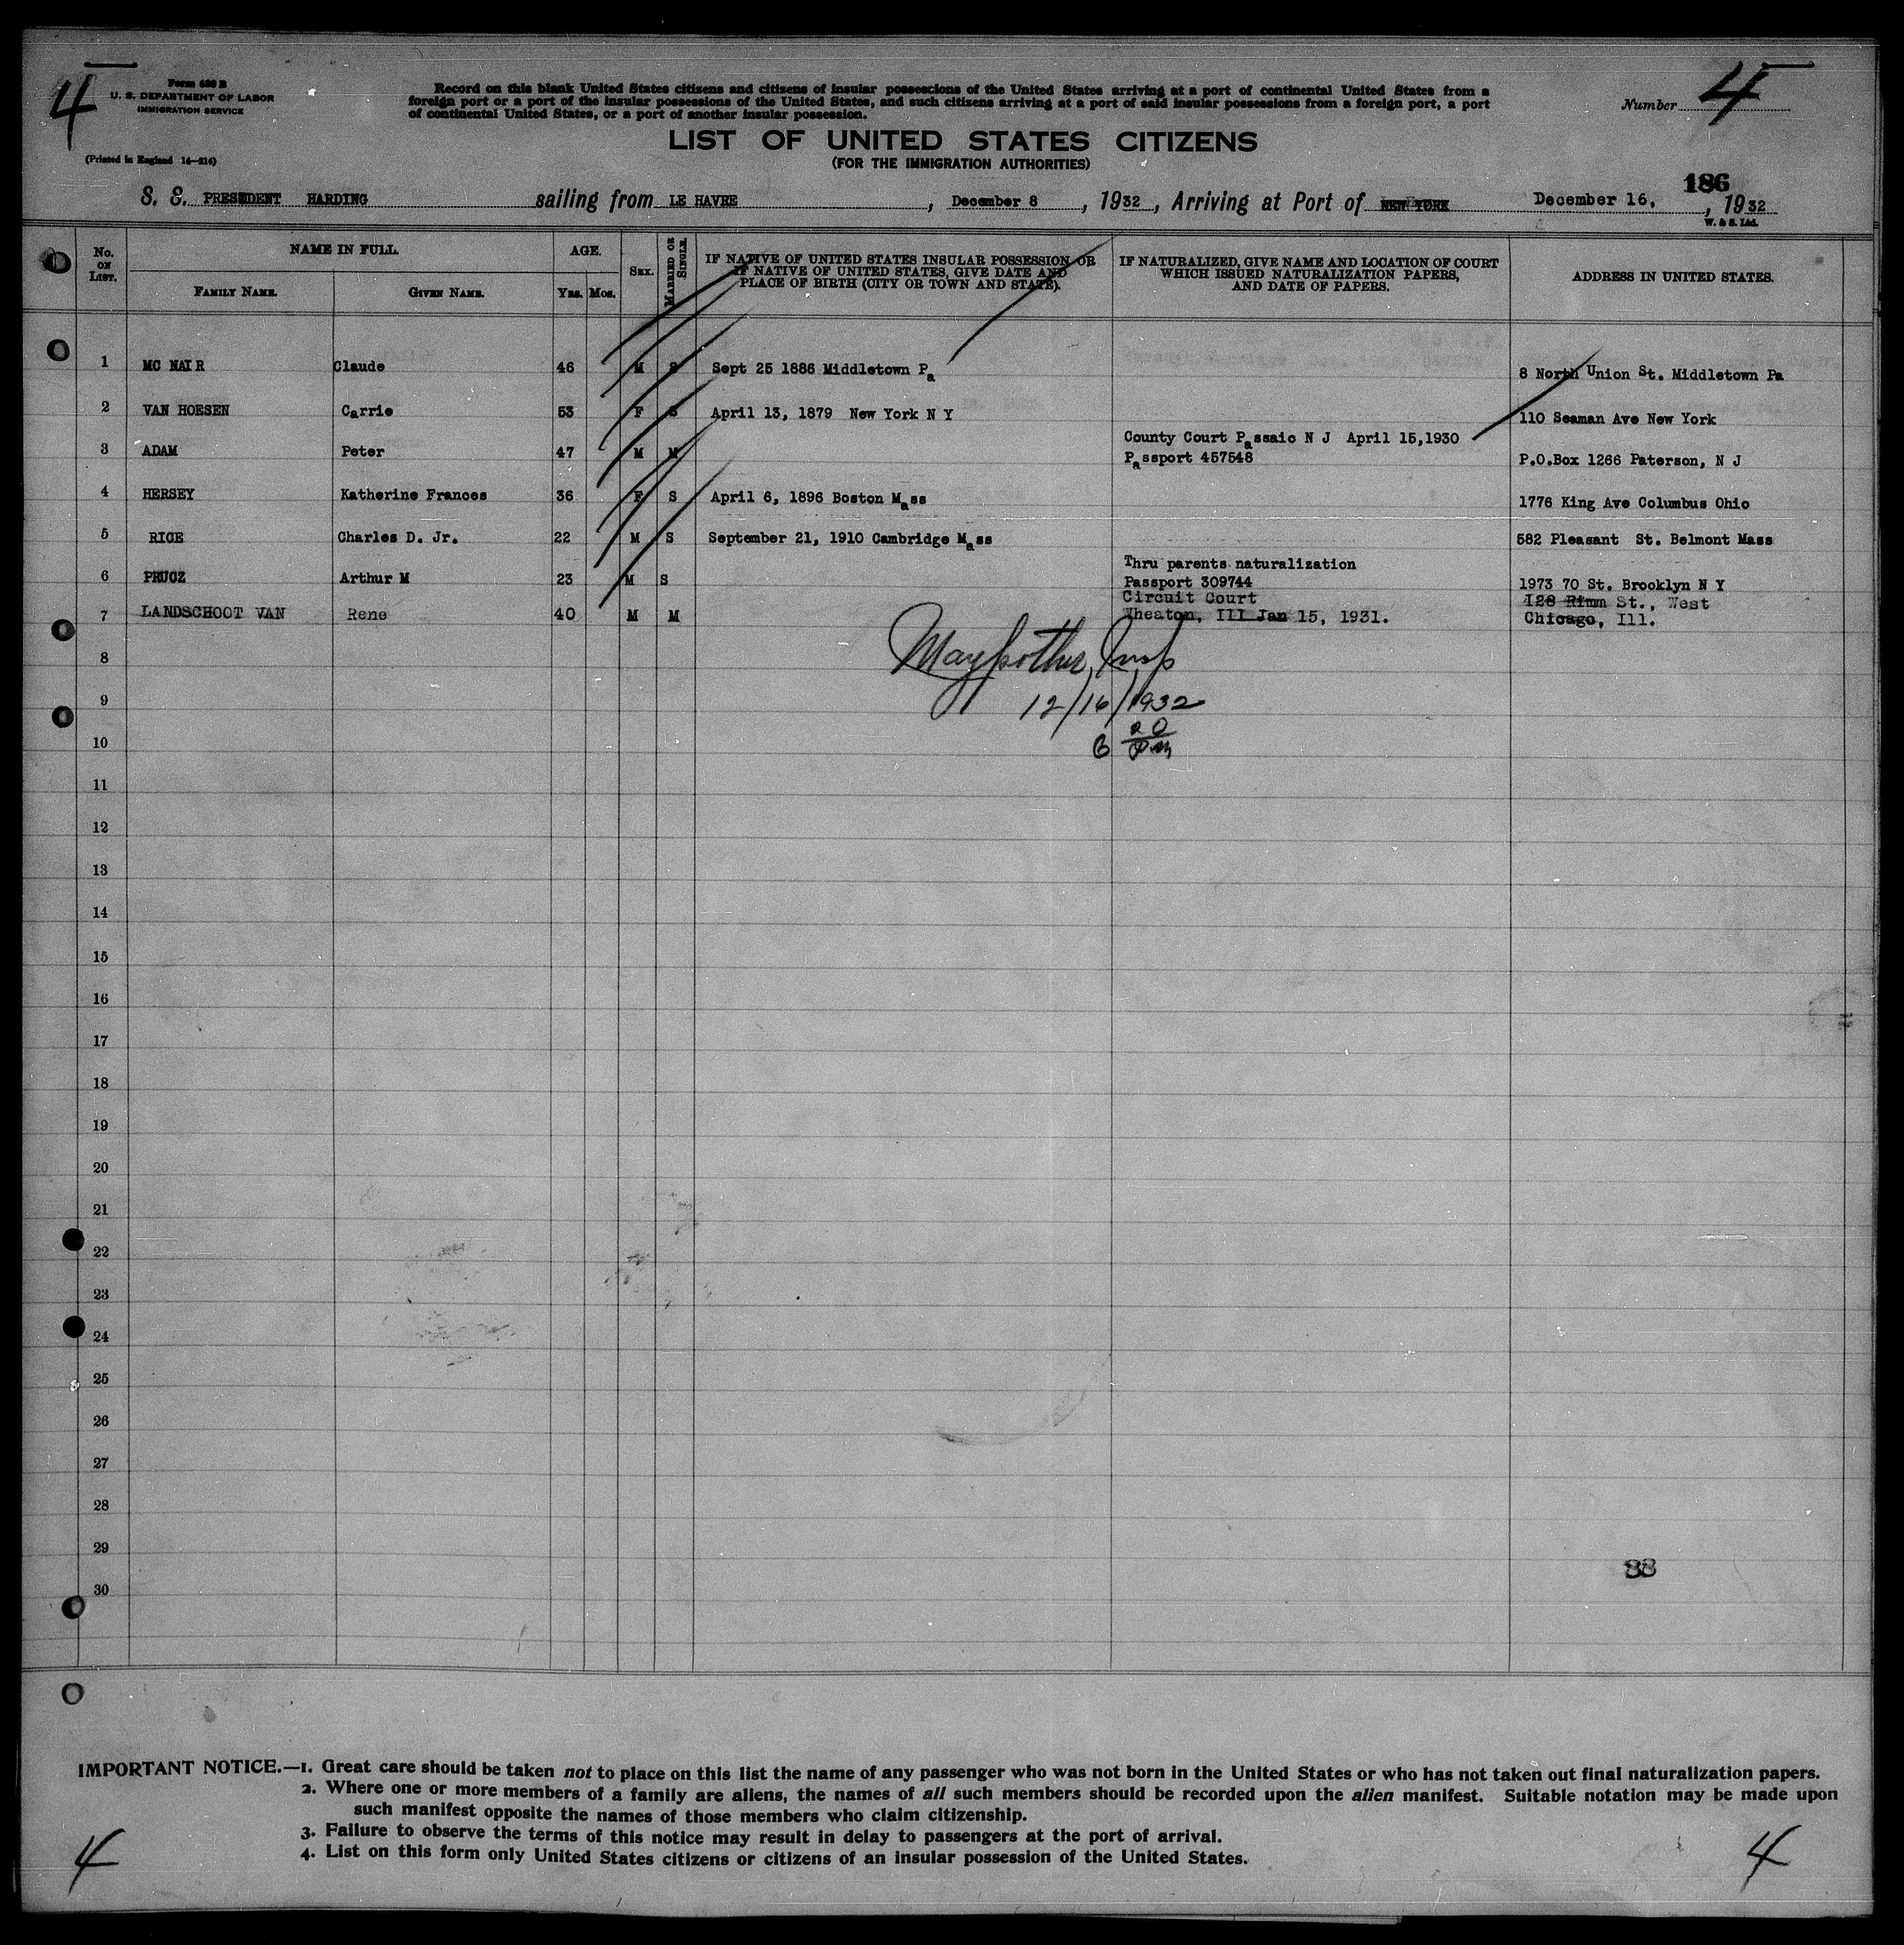 4
Form 630 B
U. S. DEPARTMENT OF LABOR
IMMIGRATION SERVICE
(Printed in England 14—214)
Record on this blank United States citizens and citizens of insular possessions of the United States arriving at a port of continental United States from a
foreign port or a port of the insular possessions of the United States, and such citizens arriving at a port of said insular possessions from a foreign port, a port
of continental United States, or a port of another insular possession.
Number 4
LIST OF UNITED STATES CITIZENS
(FOR THE IMMIGRATION AUTHORITIES)
186
S. S. PRESIDENT HARDING sailing from LE HAVRE, December 8, 1932, Arriving at Port of NEW YORK December 16, , 1932
W. & S. Ltd.
No. ON LIST. NAME IN FULL. FAMILY NAME. GIVEN NAME. AGE. YRS. MOS. SEX. MARRIED OR SINGLE. IF NATIVE OF UNITED STATES INSULAR POSSESSION OR IF NATIVE OF UNITED STATES, GIVE DATE AND PLACE OF BIRTH (CITY OR TOWN AND STATE). IF NATURALIZED, GIVE NAME AND LOCATION OF COURT WHICH ISSUED NATURALIZATION PAPERS, AND DATE OF PAPERS. ADDRESS IN UNITED STATES.
1 MC NAIR Claude 46 M S Sept 25 1886 Middletown Pa 8 North Union St. Middletown Pa
2 VAN HOESEN Carrie 53 F S April 13, 1879 New York N Y 110 Seaman Ave New York
3 ADAM Peter 47 M M County Court Passaic N J April 15,1930
Passport 457548 P.O.Box 1266 Paterson, N J
4 HERSEY Katherine Frances 36 F S April 6, 1896 Boston Mass 1776 King Ave Columbus Ohio
5 RICE Charles D. Jr. 22 M S September 21, 1910 Cambridge Mass 582 Pleasant St. Belmont Mass
6 PRUCZ Arthur M 23 M S Thru parents naturalization
Passport 309744 1973 70 St. Brooklyn N Y
7 LANDSCHOOT VAN Rene 40 M M Circuit Court
Wheaton, Ill Jan 15, 1931. 128 Rimm St., West
Chicago, Ill.
8
Maypother, Insp
9
12/16/1932
10
6 20 PM
11
12
13
14
15
16
17
18
19
20
21
22
23
24
25
26
27
28
29
30
IMPORTANT NOTICE.—1. Great care should be taken not to place on this list the name of any passenger who was not born in the United States or who has not taken out final naturalization papers.
2. Where one or more members of a family are aliens, the names of all such members should be recorded upon the alien manifest. Suitable notation may be made upon
such manifest opposite the names of those members who claim citizenship.
3. Failure to observe the terms of this notice may result in delay to passengers at the port of arrival.
4. List on this form only United States citizens or citizens of an insular possession of the United States.
4
4